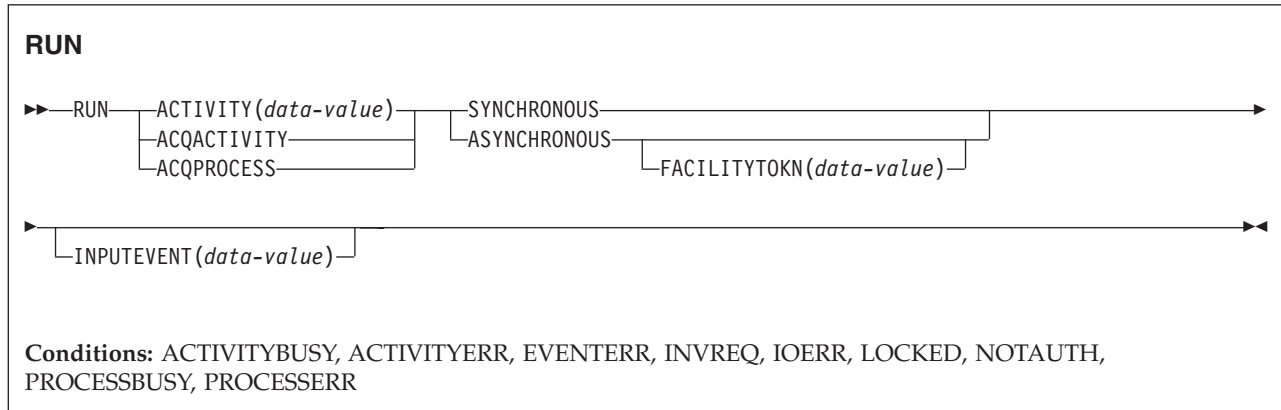 RUN
RUN ACTIVITY(data-value) SYNCHRONOUS
ACQACTIVITY ASYNCHRONOUS
ACQPROCESS FACILITYTOKN(data-value)
INPUTEVENT(data-value)
Conditions: ACTIVITYBUSY, ACTIVITYERR, EVENTERR, INVREQ, IOERR, LOCKED, NOTAUTH,
PROCESSBUSY, PROCESSERR